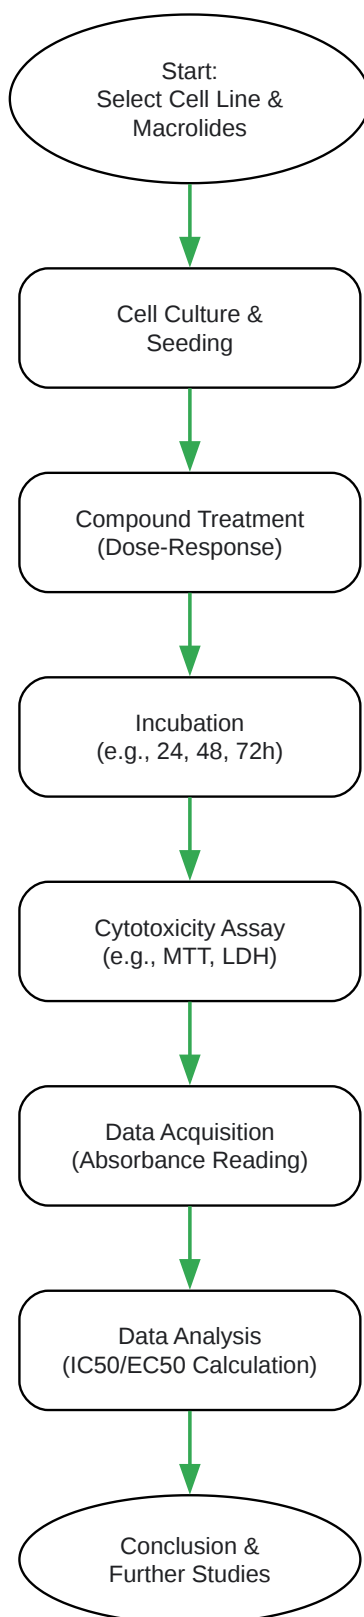 Start:
Select Cell Line &
Macrolides
Cell Culture &
Seeding
Compound Treatment
(Dose-Response)
Incubation
(e.g., 24, 48, 72h)
Cytotoxicity Assay
(e.g., MTT, LDH)
Data Acquisition
(Absorbance Reading)
Data Analysis
(IC50/EC50 Calculation)
Conclusion &
Further Studies